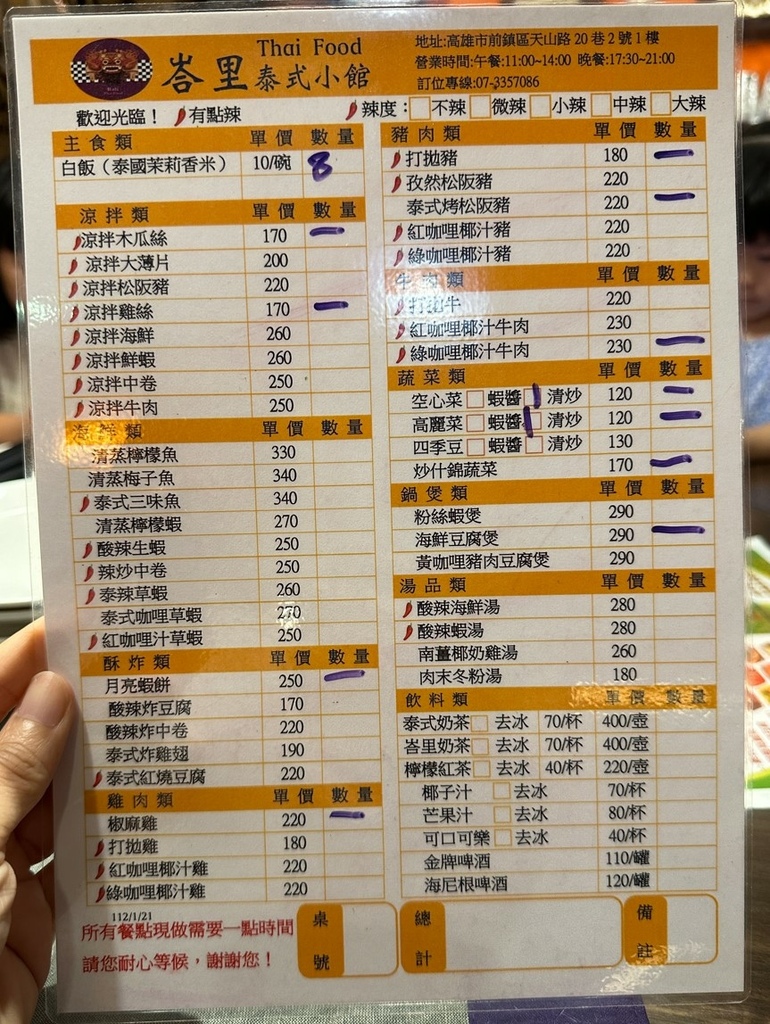 峇里 Thai Food 泰式小館
地址:高雄市前鎮區天山路 20 巷 2 號 1 樓
營業時間:午餐:11:00~14:00 晚餐:17:30~21:00
訂位專線:07-3357086
歡迎光臨！ 有點辣
辣度：□不辣□微辣□小辣□中辣□大辣
主食類 單價 數量
白飯（泰國茉莉香米） 10/碗 8
涼拌類 單價 數量
涼拌木瓜絲 170 —
涼拌大薄片 200
涼拌松阪豬 220
涼拌雞絲 170 —
涼拌海鮮 260
涼拌鮮蝦 260
涼拌中卷 250
涼拌牛肉 250
海鮮類 單價 數量
清蒸檸檬魚 330
清蒸梅子魚 340
泰式三味魚 340
清蒸檸檬蝦 270
酸辣生蝦 250
辣炒中卷 250
泰辣草蝦 260
泰式咖哩草蝦 270
紅咖哩汁草蝦 250
酥炸類 單價 數量
月亮蝦餅 250 —
酸辣炸豆腐 170
酸辣炸中卷 220
泰式炸雞翅 190
泰式紅燒豆腐 220
雞肉類 單價 數量
椒麻雞 220 —
打拋雞 180
紅咖哩椰汁雞 220
綠咖哩椰汁雞 220
112/1/21
所有餐點現做需要一點時間
請您耐心等候，謝謝您！
豬肉類 單價 數量
打拋豬 180 —
孜然松阪豬 220
泰式烤松阪豬 220 —
紅咖哩椰汁豬 220
綠咖哩椰汁豬 220
牛肉類 單價 數量
打拋牛 220
紅咖哩椰汁牛肉 230
綠咖哩椰汁牛肉 230 —
蔬菜類 單價 數量
空心菜□蝦醬□清炒 120 —
高麗菜□蝦醬□清炒 120 —
四季豆□蝦醬□清炒 130
炒什錦蔬菜 170 —
鍋煲類 單價 數量
粉絲蝦煲 290
海鮮豆腐煲 290 —
黃咖哩豬肉豆腐煲 290
湯品類 單價 數量
酸辣海鮮湯 280
酸辣蝦湯 280
南薑椰奶雞湯 260
肉末冬粉湯 180
飲料類 單價 數量
泰式奶茶□去冰 70/杯 400/壺
峇里奶茶□去冰 70/杯 400/壺
檸檬紅茶□去冰 40/杯 220/壺
椰子汁 □去冰 70/杯
芒果汁 □去冰 80/杯
可口可樂□去冰 40/杯
金牌啤酒 110/罐
海尼根啤酒 120/罐
桌號 總計 備註